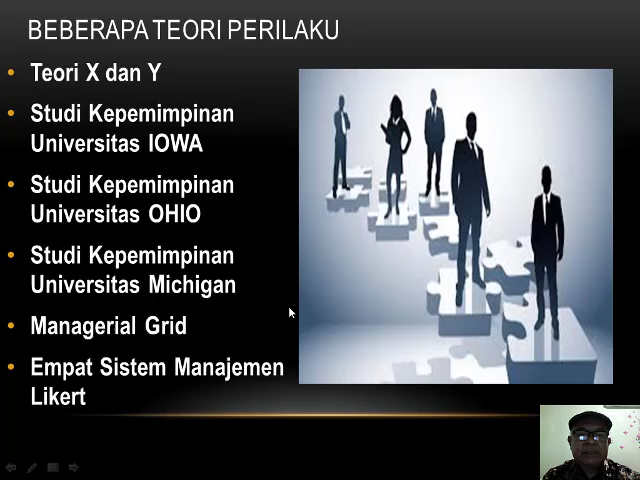 BEBERAPA TEORI PERILAKU
Teori X dan Y
Studi Kepemimpinan
Universitas IOWA
Studi Kepemimpinan
Universitas OHIO
Studi Kepemimpinan
Universitas Michigan
Managerial Grid
Empat Sistem Manajemen
Likert